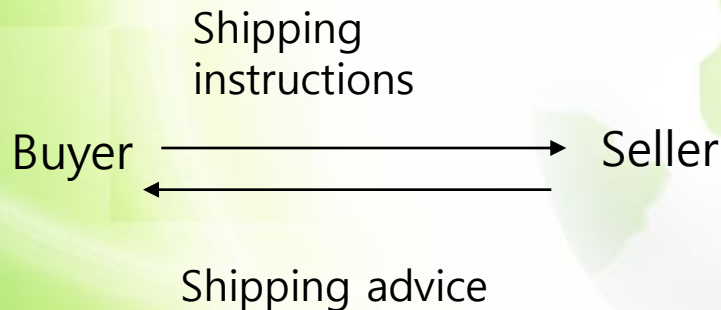 Shipping
instructions
Buyer
Seller
Shipping advice